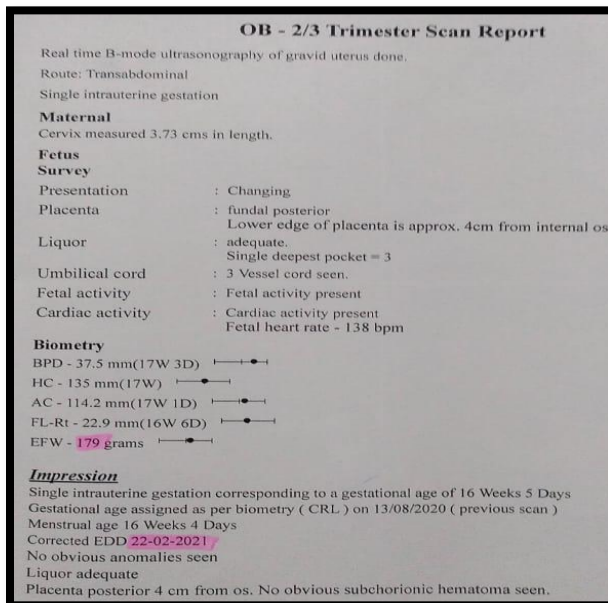 OB - 2/3 Trimester Scan Report
Real time B-mode ultrasonography of gravid uterus done.
Route: Transabdominal
Single intrauterine gestation
Maternal
Cervix measured 3.73 cms in length.
Fetus
Survey
Presentation : Changing
Placenta : fundal posterior
Lower edge of placenta is approx. 4cm from internal os
Liquor : adequate.
Single deepest pocket = 3
Umbilical cord : 3 Vessel cord seen.
Fetal activity : Fetal activity present
Cardiac activity : Cardiac activity present
Fetal heart rate - 138 bpm
Biometry
BPD - 37.5 mm(17W 3D)
HC - 135 mm(17W)
AC - 114.2 mm(17W 1D)
FL-Rt - 22.9 mm(16W 6D)
EFW - 179 grams
Impression
Single intrauterine gestation corresponding to a gestational age of 16 Weeks 5 Days
Gestational age assigned as per biometry ( CRL ) on 13/08/2020 ( previous scan )
Menstrual age 16 Weeks 4 Days
Corrected EDD 22-02-2021
No obvious anomalies seen
Liquor adequate
Placenta posterior 4 cm from os. No obvious subchorionic hematoma seen.